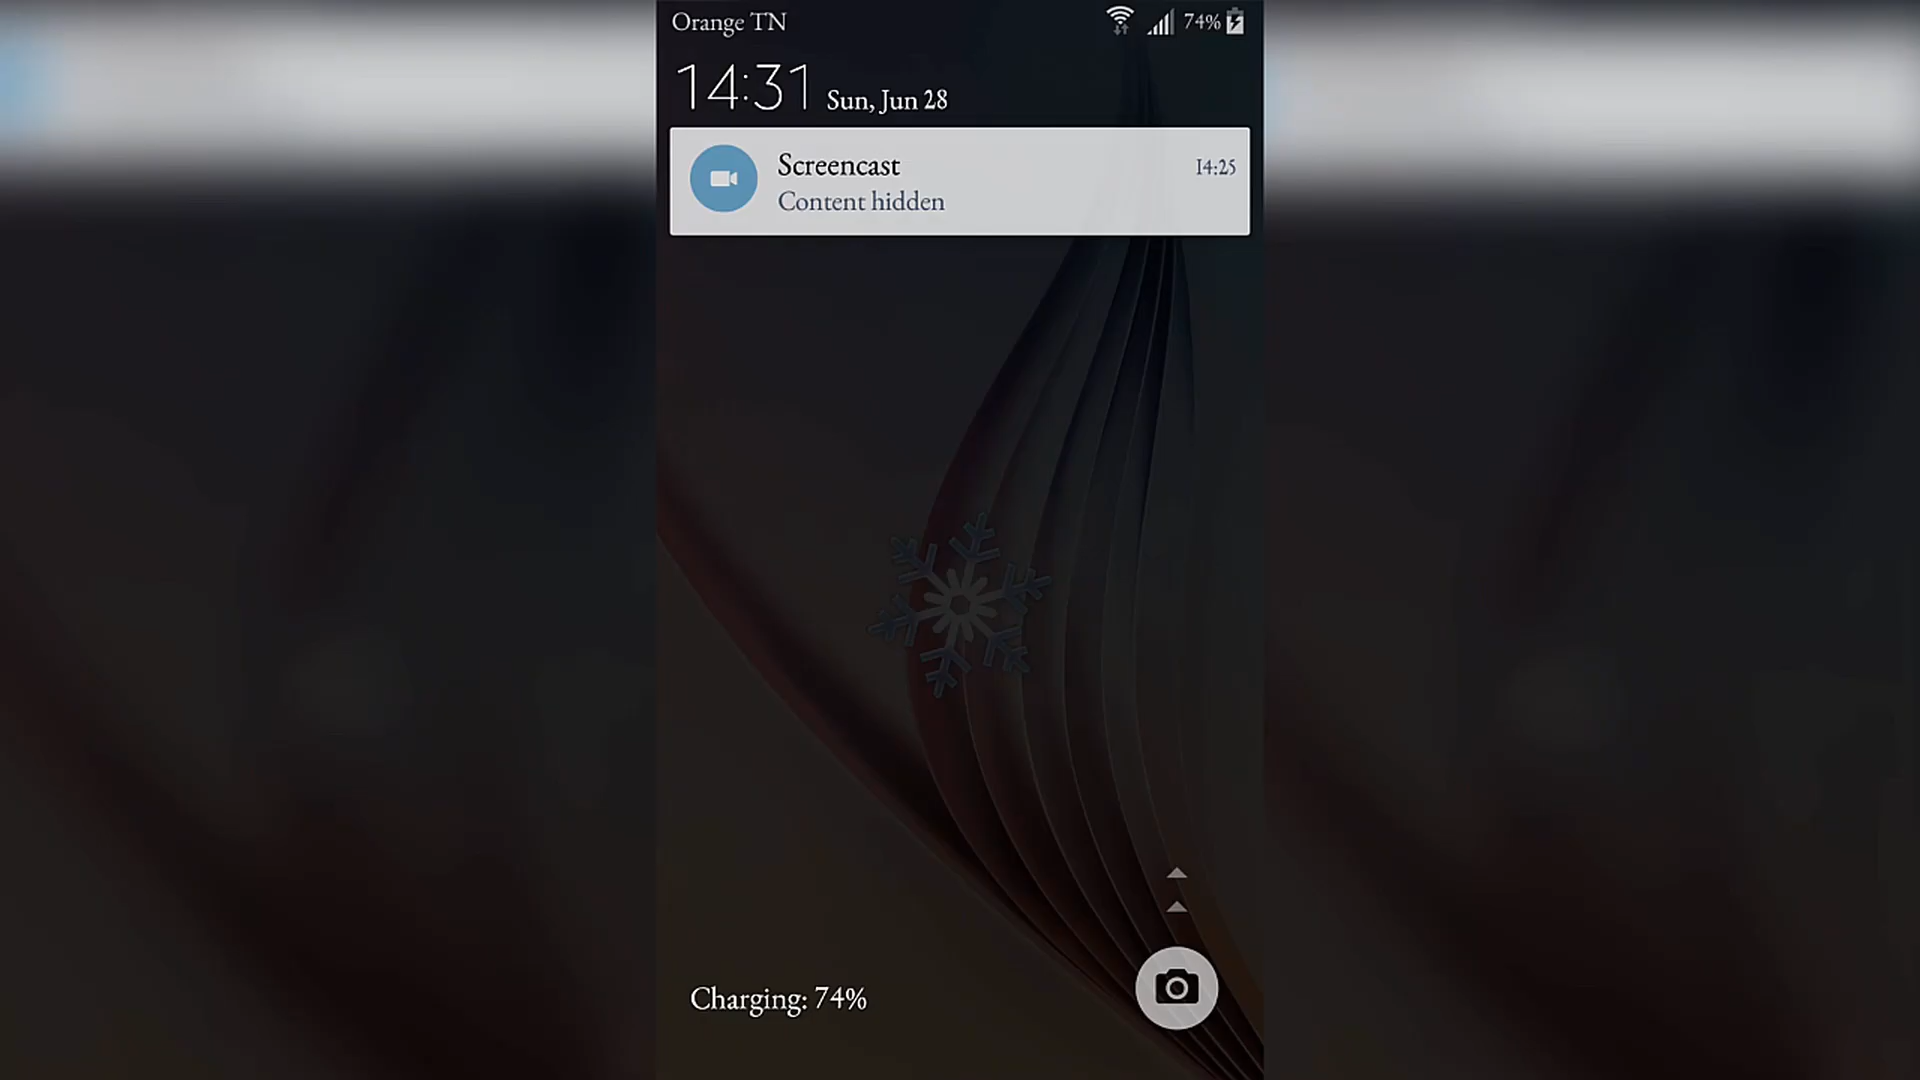 Orange TN 74%
14:31 Sun, Jun 28
Screencast 14:25
Content hidden
Charging: 74%